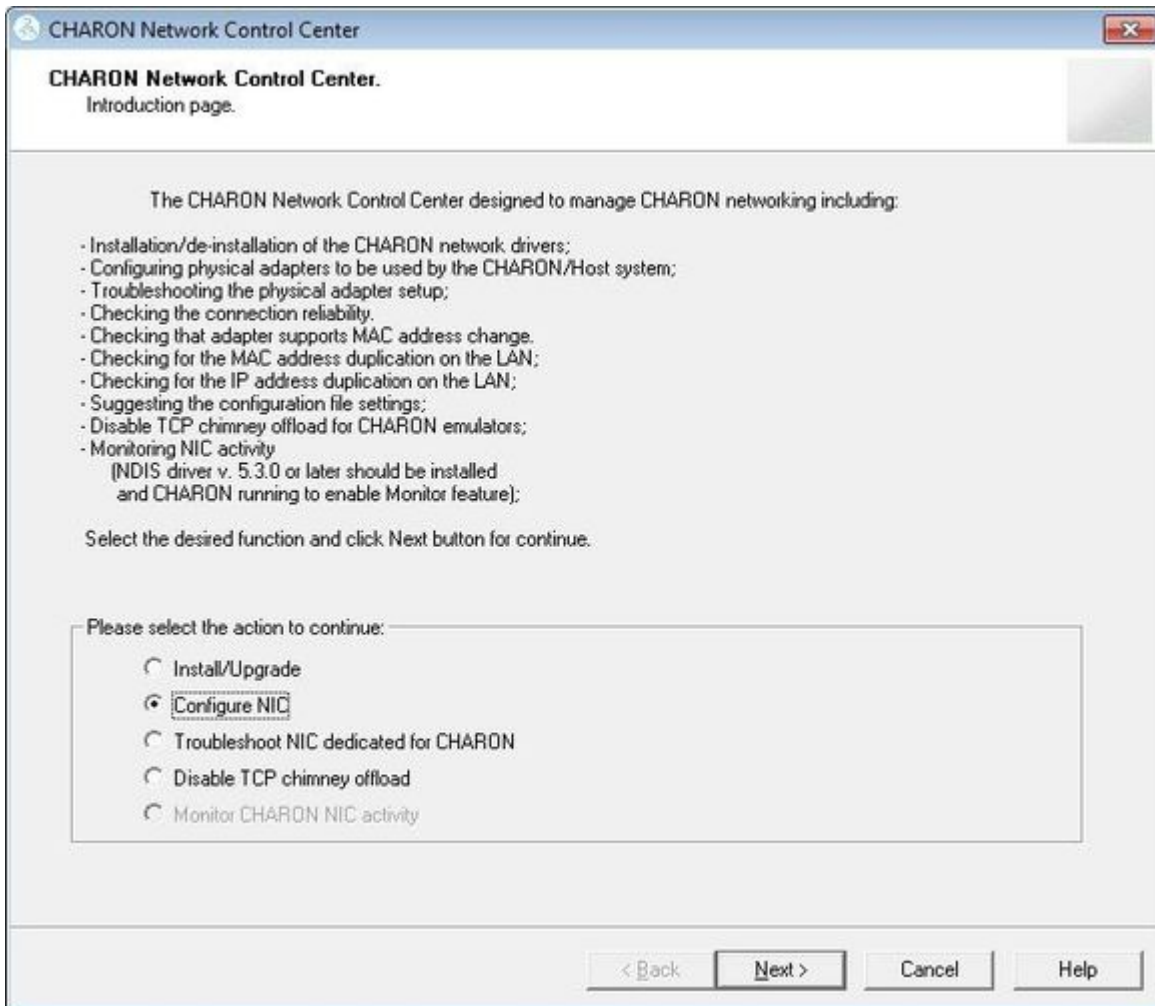 CHARON Network Control Center
CHARON Network Control Center.
Introduction page.
The CHARON Network Control Center designed to manage CHARON networking including:
- Installation/de-installation of the CHARON network drivers;
- Configuring physical adapters to be used by the CHARON/Host system;
- Troubleshooting the physical adapter setup;
- Checking the connection reliability.
- Checking that adapter supports MAC address change.
- Checking for the MAC address duplication on the LAN;
- Checking for the IP address duplication on the LAN;
- Suggesting the configuration file settings;
- Disable TCP chimney offload for CHARON emulators;
- Monitoring NIC activity
(NDIS driver v. 5.3.0 or later should be installed
and CHARON running to enable Monitor feature);
Select the desired function and click Next button for continue.
Please select the action to continue:
Install/Upgrade
Configure NIC
Troubleshoot NIC dedicated for CHARON
Disable TCP chimney offload
Monitor CHARON NIC activity
< Back
Next >
Cancel
Help